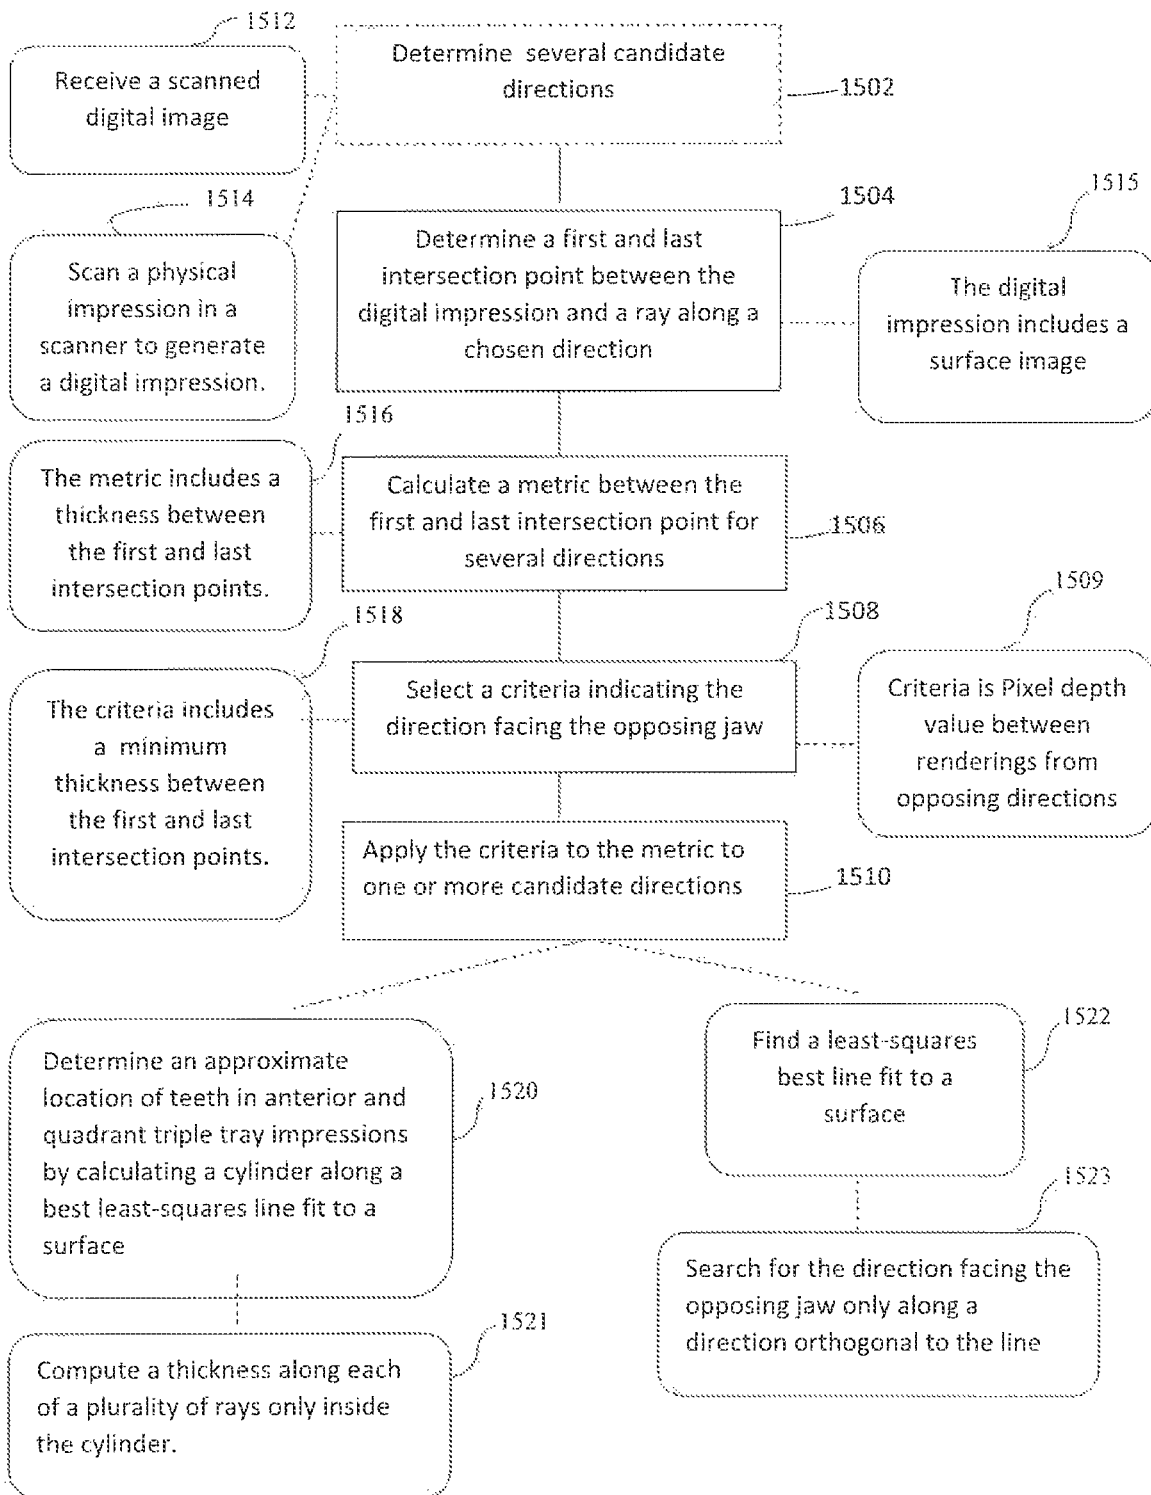 1512
Receive a scanned
digital image
Determine several candidate
directions
1502
1514
Scan a physical
impression in a
scanner to generate
a digital impression.
1504
Determine a first and last
intersection point between the
digital impression and a ray along a
chosen direction
1515
The digital
impression includes a
surface image
1516
The metric includes a
thickness between
the first and last
intersection points.
Calculate a metric between the
first and last intersection point for
several directions
1506
1518
The criteria includes
a minimum
thickness between
the first and last
intersection points.
1508
Select a criteria indicating the
direction facing the opposing jaw
1509
Criteria is Pixel depth
value between
renderings from
opposing directions
Apply the criteria to the metric to
one or more candidate directions
1510
Determine an approximate
location of teeth in anterior and
quadrant triple tray impressions
by calculating a cylinder along a
best least-squares line fit to a
surface
1520
Find a least-squares
best line fit to a
surface
1522
1521
Compute a thickness along each
of a plurality of rays only inside
the cylinder.
1523
Search for the direction facing the
opposing jaw only along a
direction orthogonal to the line